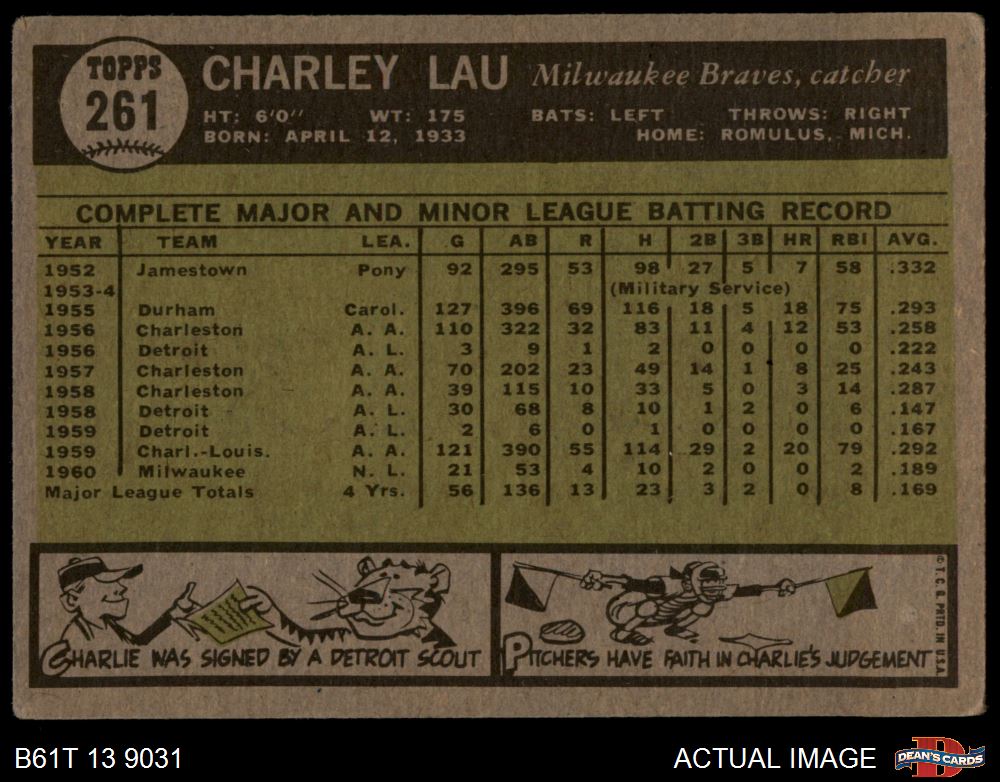 TOPPS
261
CHARLEY LAU Milwaukee Braves, catcher
HT: 6'0" WT: 175 BATS: LEFT THROWS: RIGHT
BORN: APRIL 12, 1933 HOME: ROMULUS, MICH.
COMPLETE MAJOR AND MINOR LEAGUE BATTING RECORD
YEAR TEAM LEA. G AB R H 2B 3B HR RBI AVG.
1952 Jamestown Pony 92 295 53 98 27 5 7 58 .332
1953-4 (Military Service)
1955 Durham Carol. 127 396 69 116 18 5 18 75 .293
1956 Charleston A. A. 110 322 32 83 11 4 12 53 .258
1956 Detroit A. L. 3 9 1 2 0 0 0 0 .222
1957 Charleston A. A. 70 202 23 49 14 1 8 25 .243
1958 Charleston A. A. 39 115 10 33 5 0 3 14 .287
1958 Detroit A. L. 30 68 8 10 1 2 0 6 .147
1959 Detroit A. L. 2 6 0 1 0 0 0 0 .167
1959 Charl.-Louis. A. A. 121 390 55 114 29 2 20 79 .292
1960 Milwaukee N. L. 21 53 4 10 2 0 0 2 .189
Major League Totals 4 Yrs. 56 136 13 23 3 2 0 8 .169
CHARLIE WAS SIGNED BY A DETROIT SCOUT
PITCHERS HAVE FAITH IN CHARLIE'S JUDGEMENT
© T. C. G. PRTD. IN U.S.A.
B61T 13 9031
ACTUAL IMAGE
DEAN'S CARDS